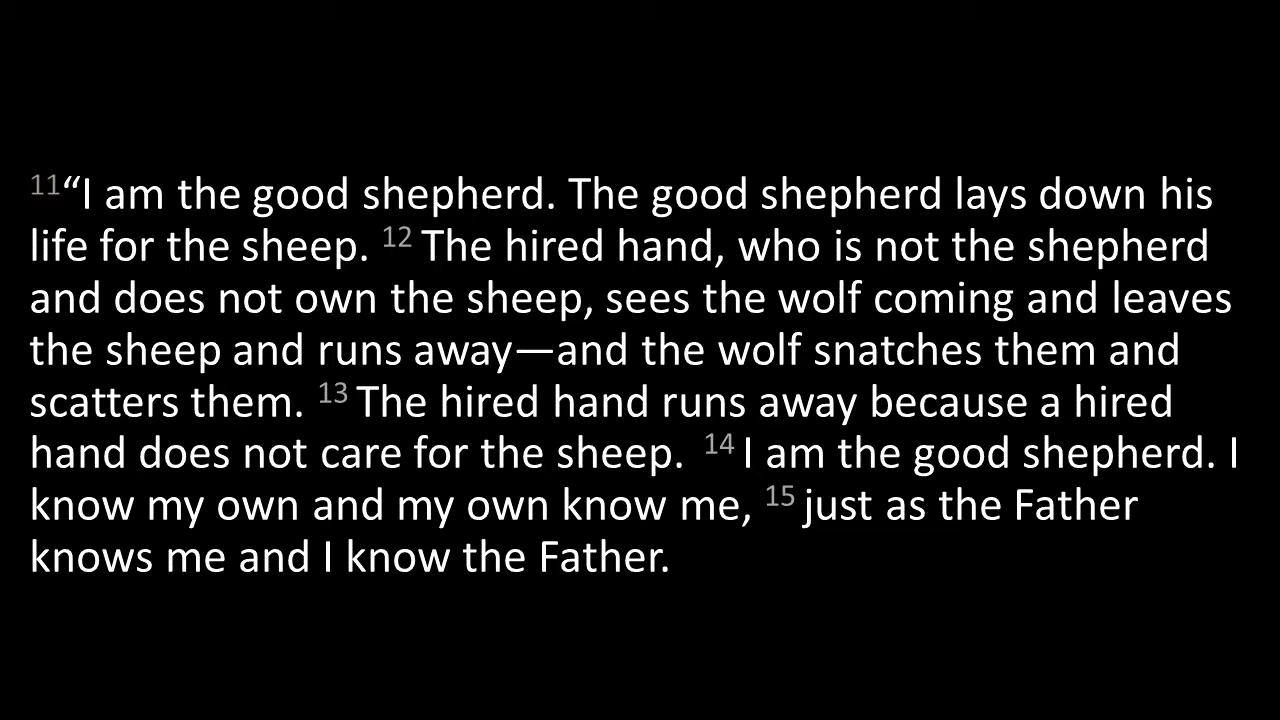 11“I am the good shepherd. The good shepherd lays down his
life for the sheep. 12 The hired hand, who is not the shepherd
and does not own the sheep, sees the wolf coming and leaves
the sheep and runs away—and the wolf snatches them and
scatters them. 13 The hired hand runs away because a hired
hand does not care for the sheep. 14 I am the good shepherd. I
know my own and my own know me, 15 just as the Father
knows me and I know the Father.